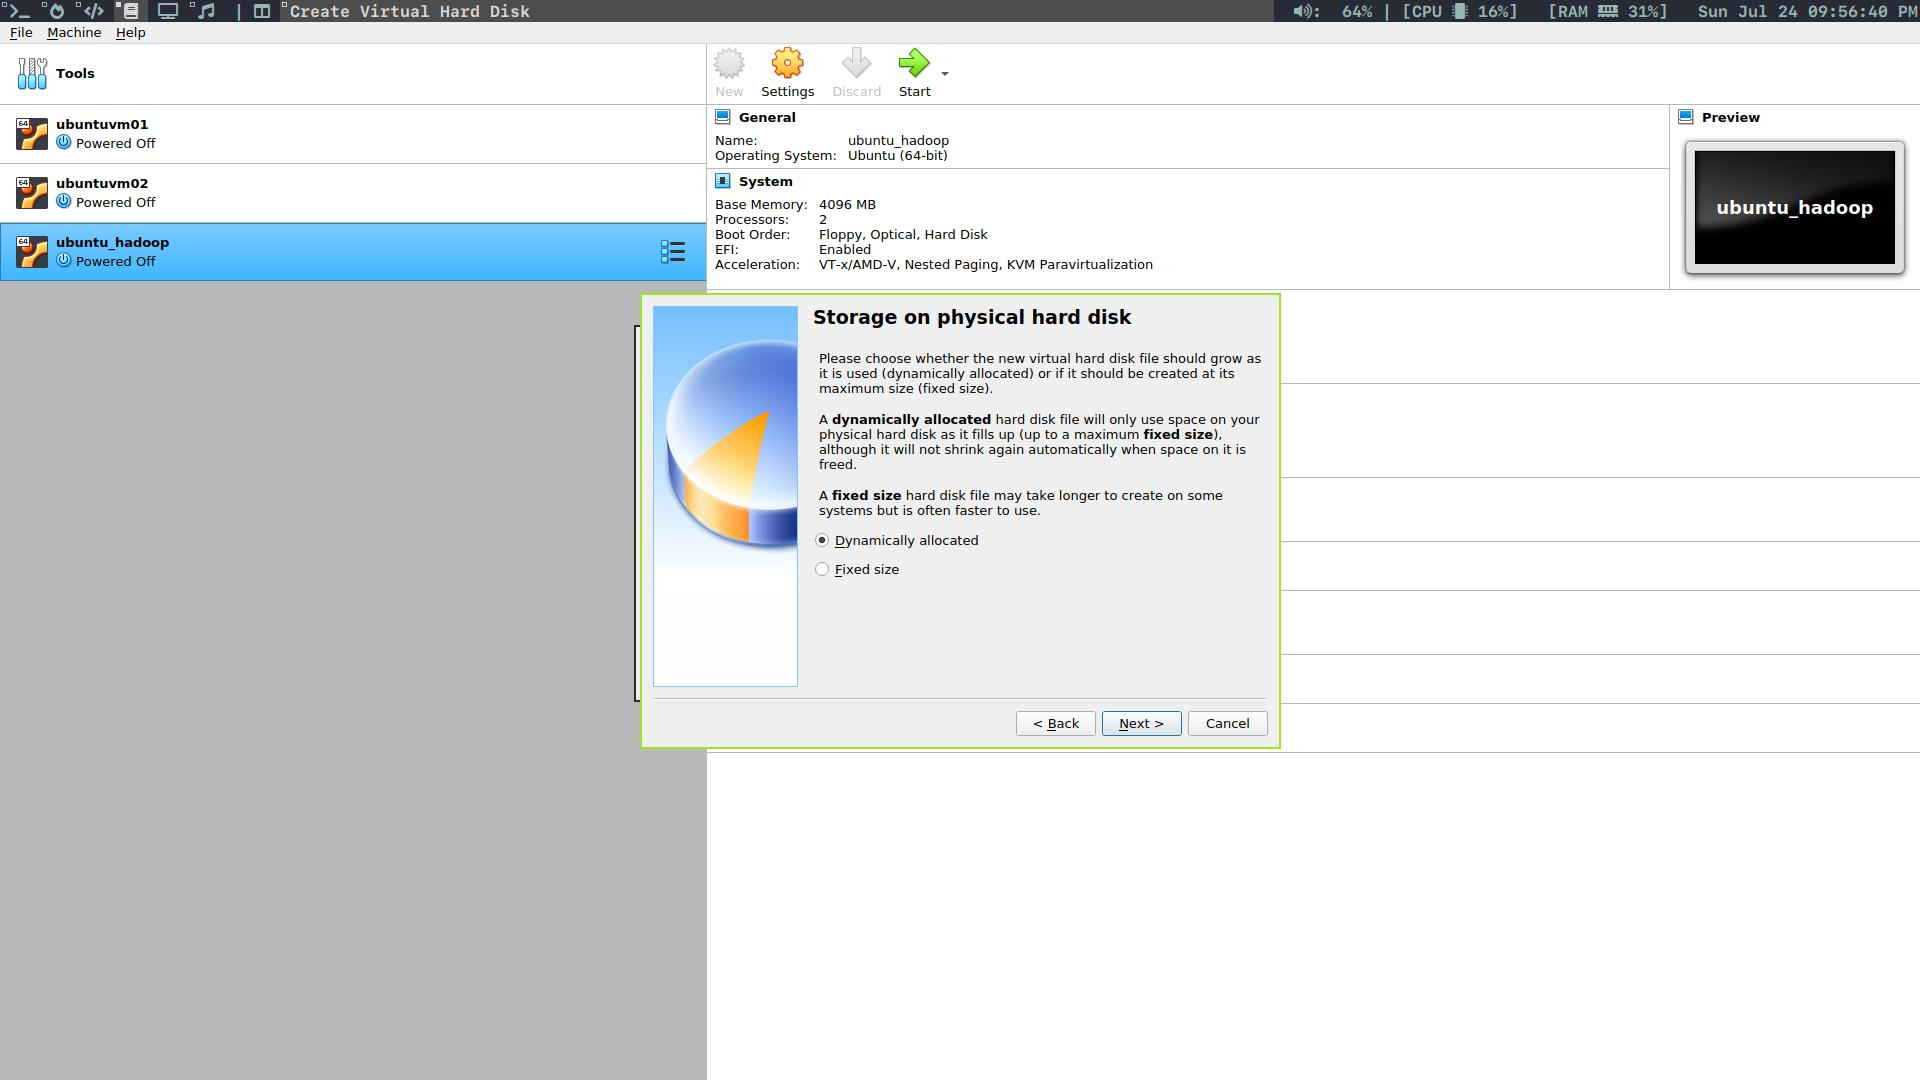 Create Virtual Hard Disk
64% | [CPU 16%] [RAM 31%] Sun Jul 24 09:56:40 PM
File Machine Help
Tools
New Settings Discard Start
64
ubuntuvm01
Powered Off
64
ubuntuvm02
Powered Off
64
ubuntu_hadoop
Powered Off
General
Name: ubuntu_hadoop
Operating System: Ubuntu (64-bit)
System
Base Memory: 4096 MB
Processors: 2
Boot Order: Floppy, Optical, Hard Disk
EFI: Enabled
Acceleration: VT-x/AMD-V, Nested Paging, KVM Paravirtualization
Preview
ubuntu_hadoop
Storage on physical hard disk
Please choose whether the new virtual hard disk file should grow as
it is used (dynamically allocated) or if it should be created at its
maximum size (fixed size).
A dynamically allocated hard disk file will only use space on your
physical hard disk as it fills up (up to a maximum fixed size),
although it will not shrink again automatically when space on it is
freed.
A fixed size hard disk file may take longer to create on some
systems but is often faster to use.
Dynamically allocated
Fixed size
< Back Next > Cancel